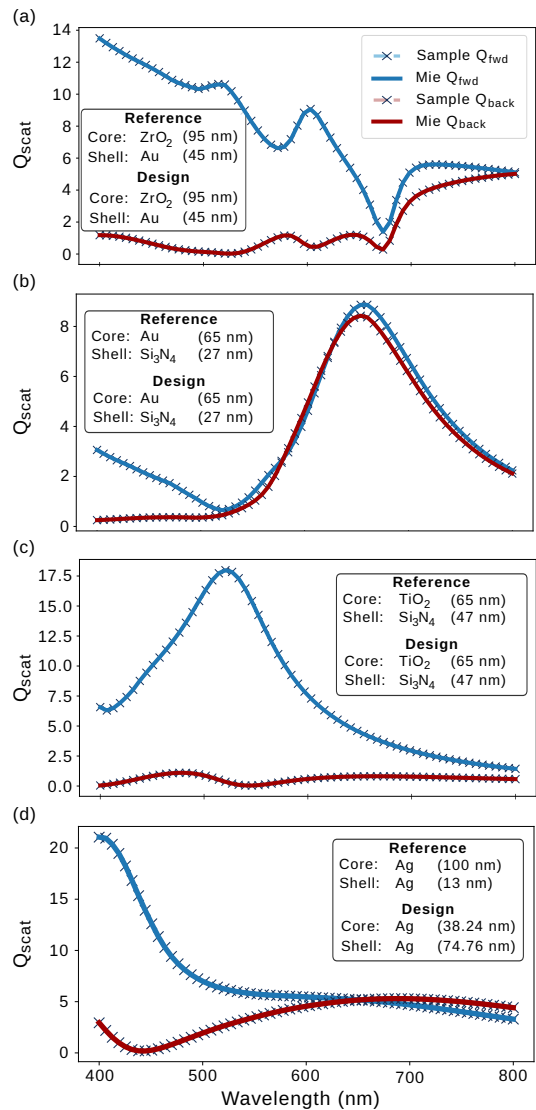 (a)
14
12
10
8
6
4
2
0
Qscat
Sample Qfwd
Mie Qfwd
Sample Qback
Mie Qback
Reference
Core: ZrO2 (95 nm)
Shell: Au (45 nm)
Design
Core: ZrO2 (95 nm)
Shell: Au (45 nm)
(b)
8
6
4
2
0
Qscat
Reference
Core: Au (65 nm)
Shell: Si3N4 (27 nm)
Design
Core: Au (65 nm)
Shell: Si3N4 (27 nm)
(c)
17.5
15.0
12.5
10.0
7.5
5.0
2.5
0.0
Qscat
Reference
Core: TiO2 (65 nm)
Shell: Si3N4 (47 nm)
Design
Core: TiO2 (65 nm)
Shell: Si3N4 (47 nm)
(d)
20
15
10
5
0
Qscat
Reference
Core: Ag (100 nm)
Shell: Ag (13 nm)
Design
Core: Ag (38.24 nm)
Shell: Ag (74.76 nm)
400 500 600 700 800
Wavelength (nm)